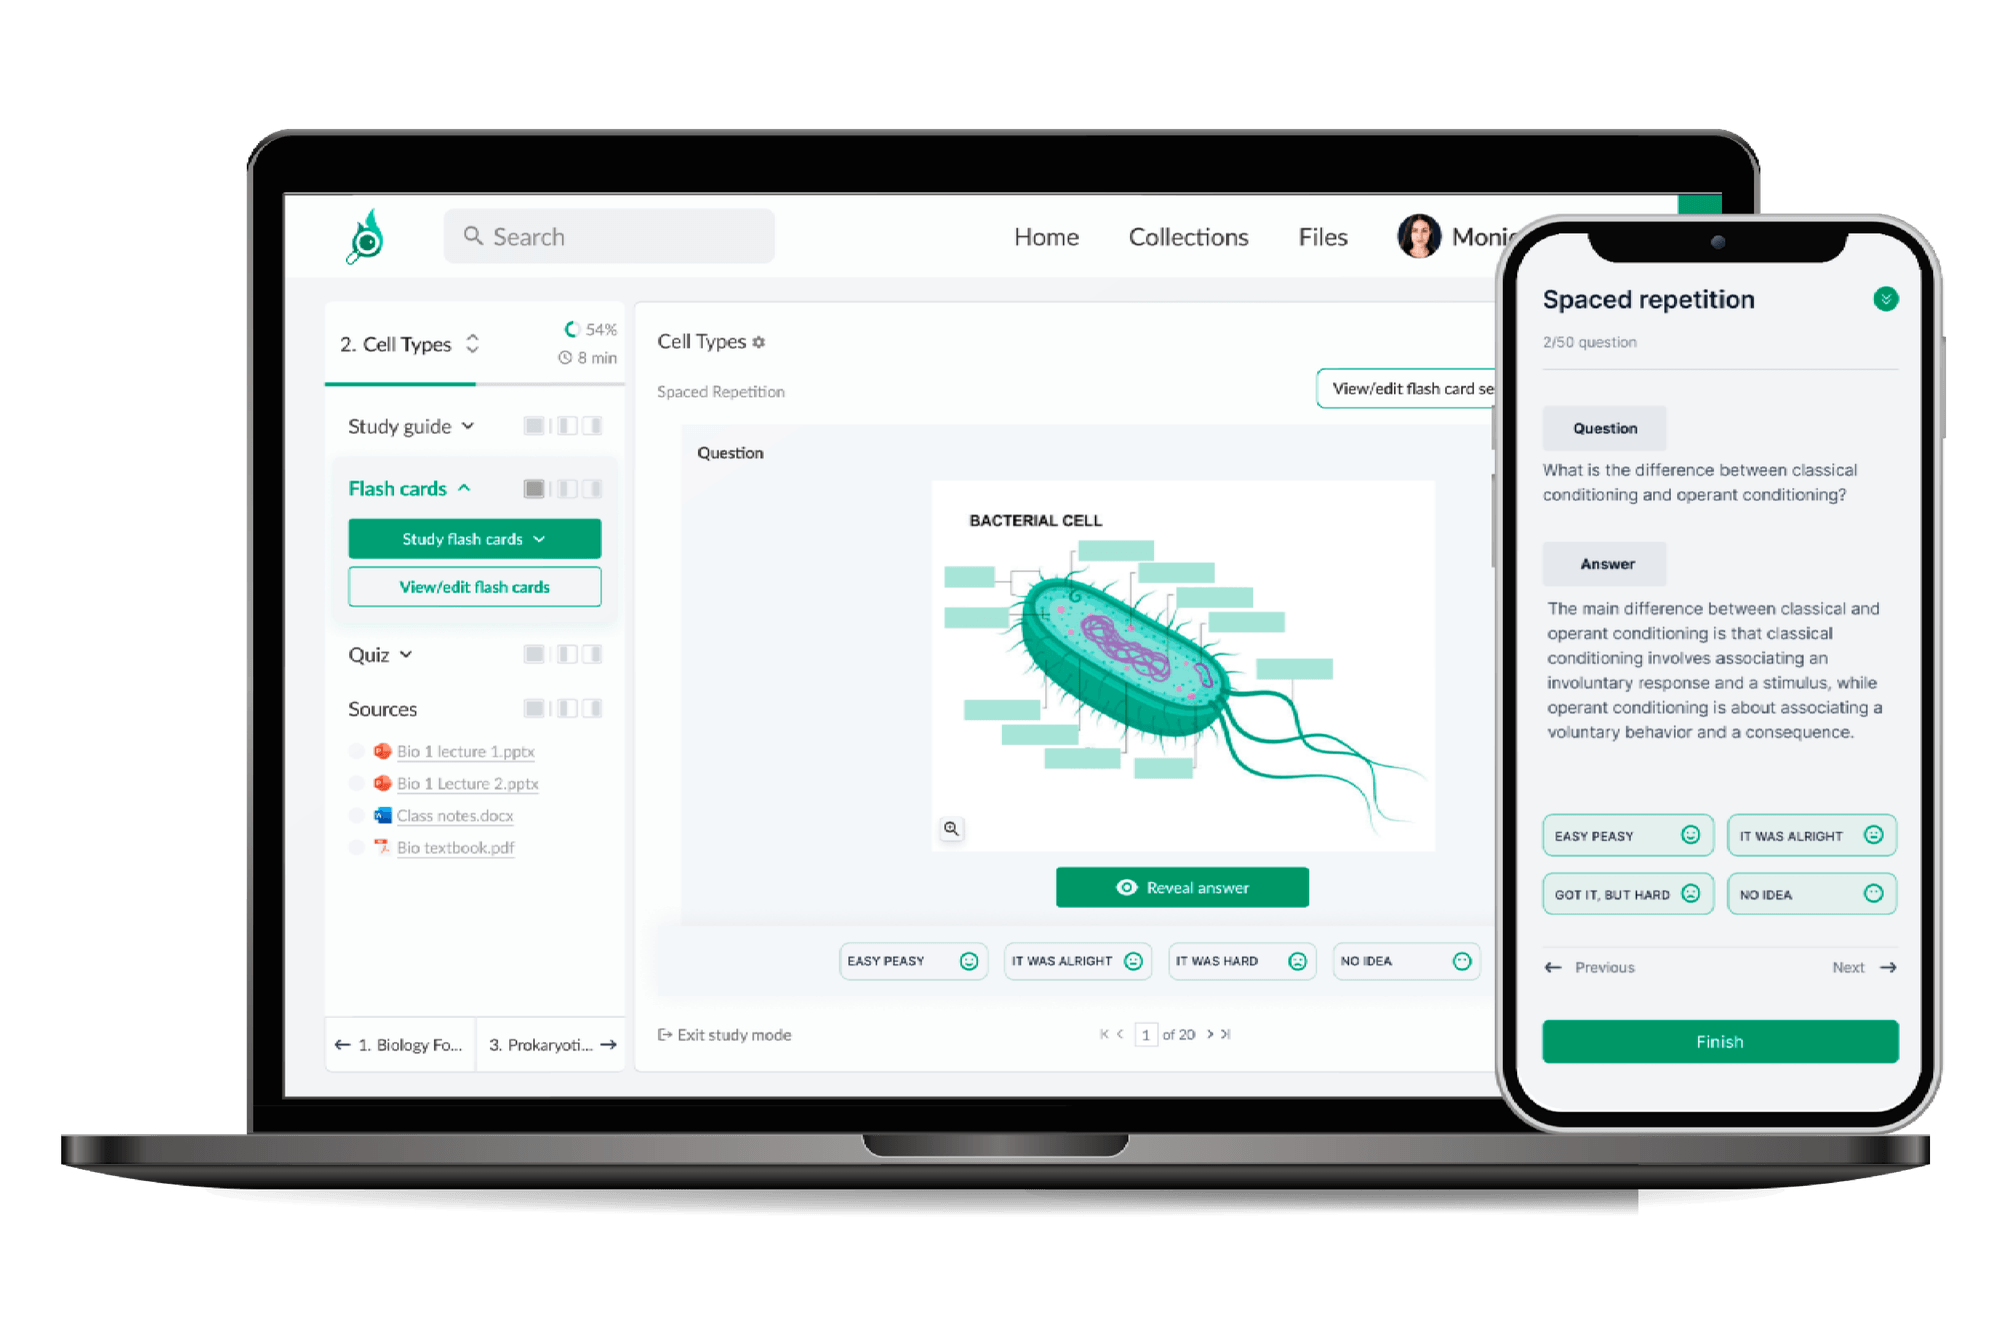 Search
Home
Collections
Files
2. Cell Types
54%
8 min
Study guide
Flash cards
Study flash cards
View/edit flash cards
Quiz
Sources
Bio 1 lecture 1.pptx
Bio 1 Lecture 2.pptx
Class notes.docx
Bio textbook.pdf
1. Biology Fo...
3. Prokaryoti...
Cell Types
Spaced Repetition
View/edit flash card
Question
BACTERIAL CELL
Reveal answer
EASY PEASY
IT WAS ALRIGHT
IT WAS HARD
NO IDEA
Exit study mode
1 of 20
Spaced repetition
2/50 question
Question
What is the difference between classical
conditioning and operant conditioning?
Answer
The main difference between classical and
operant conditioning is that classical
conditioning involves associating an
involuntary response and a stimulus, while
operant conditioning is about associating a
voluntary behavior and a consequence.
EASY PEASY
IT WAS ALRIGHT
GOT IT, BUT HARD
NO IDEA
Previous
Next
Finish